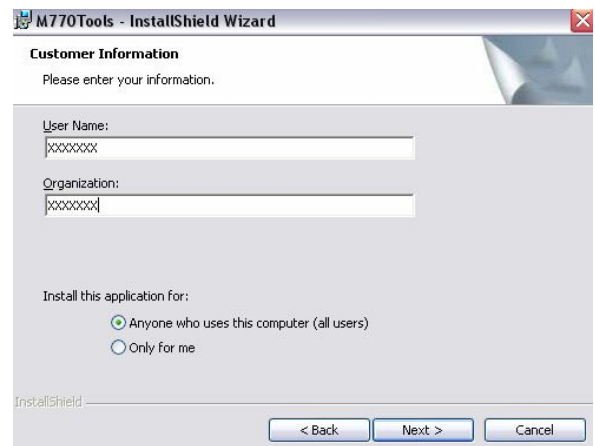 M770Tools - InstallShield Wizard
Customer Information
Please enter your information.
User Name:
XXXXXXX
Organization:
XXXXXXX
Install this application for:
Anyone who uses this computer (all users)
Only for me
InstallShield
< Back Next > Cancel